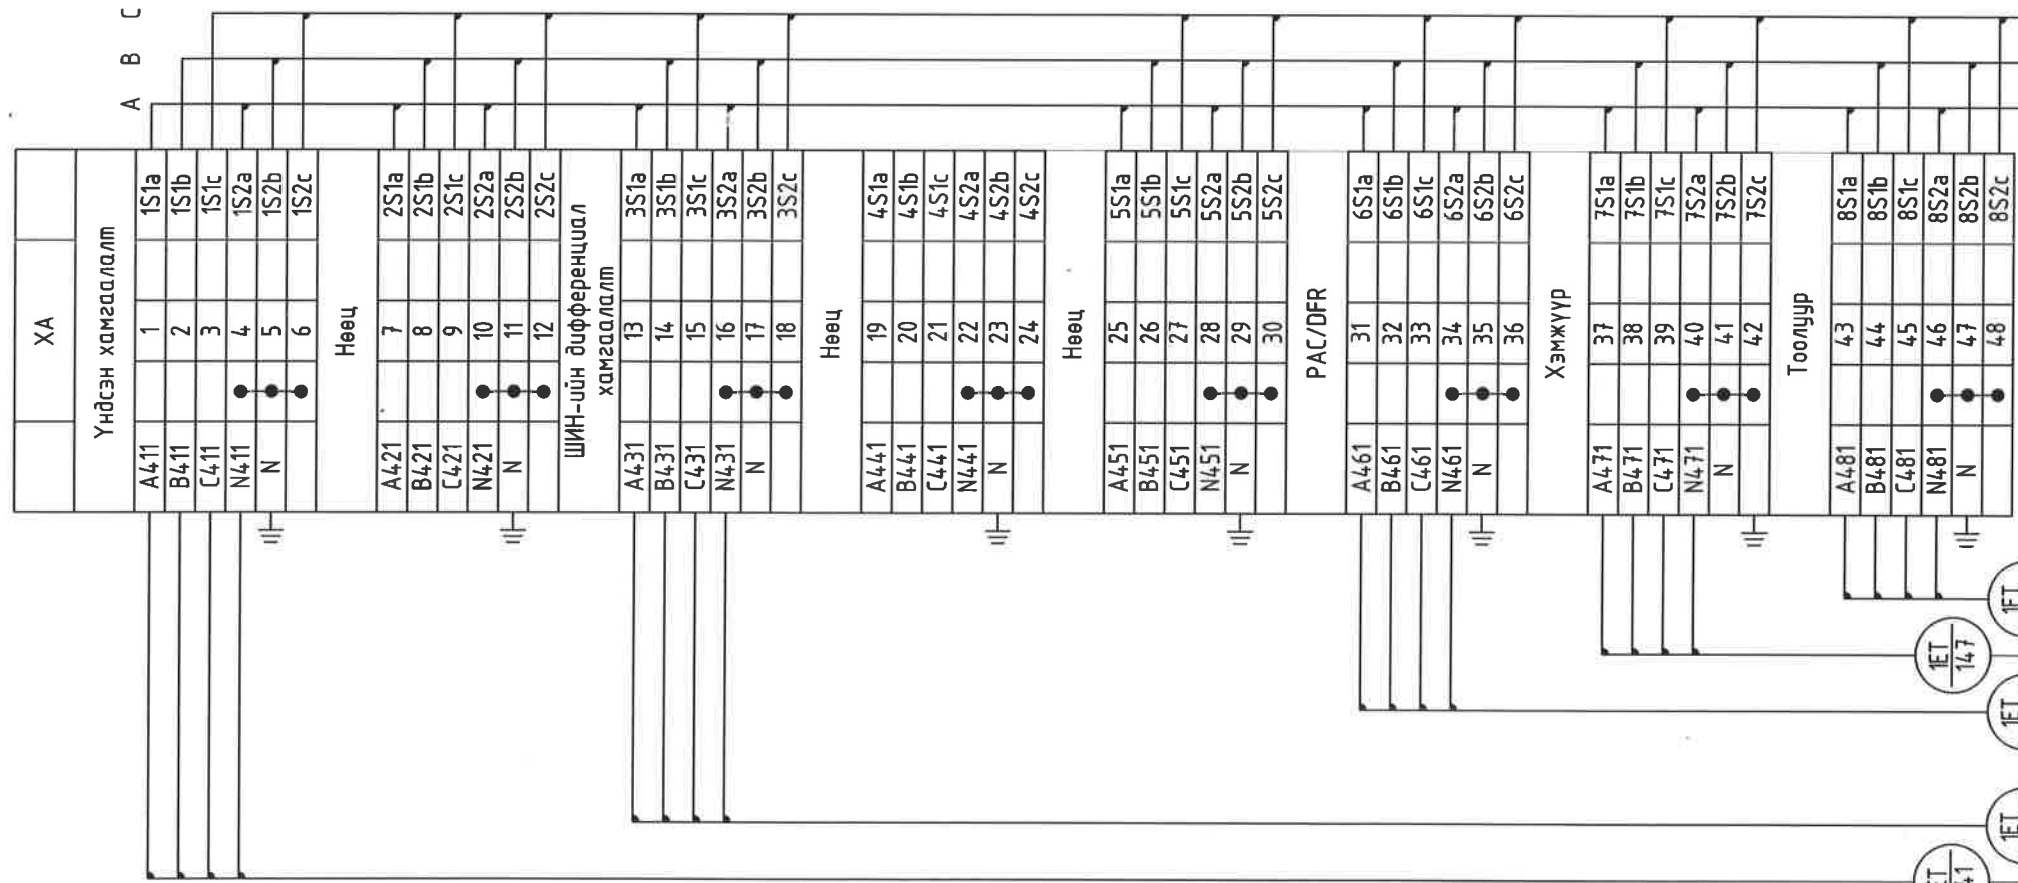 C
B
A
XA
Үндсэн хамгаалалт
A411 1 1S1a
B411 2 1S1b
C411 3 1S1c
N411 4 1S2a
N 5 1S2b
6 1S2c
Нөөц
A421 7 2S1a
B421 8 2S1b
C421 9 2S1c
N421 10 2S2a
N 11 2S2b
12 2S2c
ШИН-ийн дифференциал
хамгаалалт
A431 13 3S1a
B431 14 3S1b
C431 15 3S1c
N431 16 3S2a
N 17 3S2b
18 3S2c
Нөөц
A441 19 4S1a
B441 20 4S1b
C441 21 4S1c
N441 22 4S2a
N 23 4S2b
24 4S2c
Нөөц
A451 25 5S1a
B451 26 5S1b
C451 27 5S1c
N451 28 5S2a
N 29 5S2b
30 5S2c
РАС/DFR
A461 31 6S1a
B461 32 6S1b
C461 33 6S1c
N461 34 6S2a
N 35 6S2b
36 6S2c
Хэмжүүр
A471 37 7S1a
B471 38 7S1b
C471 39 7S1c
N471 40 7S2a
N 41 7S2b
42 7S2c
Тоолуур
A481 43 8S1a
B481 44 8S1b
C481 45 8S1c
N481 46 8S2a
N 47 8S2b
48 8S2c
1ET
1ET
147
1ET
1ET